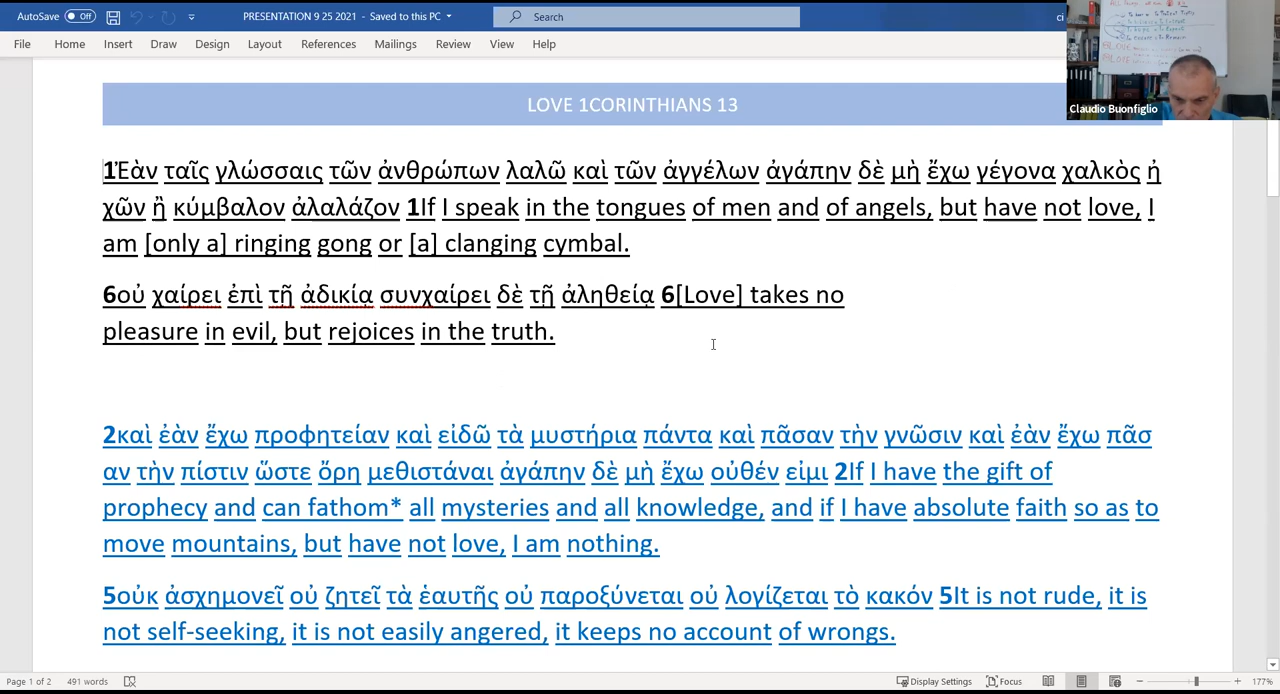 AutoSave Off PRESENTATION 9 25 2021 - Saved to this PC Search ci
File Home Insert Draw Design Layout References Mailings Review View Help
Claudio Buonfiglio
LOVE 1CORINTHIANS 13
1Ἐὰν ταῖς γλώσσαις τῶν ἀνθρώπων λαλῶ καὶ τῶν ἀγγέλων ἀγάπην δὲ μὴ ἔχω γέγονα χαλκὸς ἠ
χῶν ἢ κύμβαλον ἀλαλάζον 1If I speak in the tongues of men and of angels, but have not love, I
am [only a] ringing gong or [a] clanging cymbal.
6οὐ χαίρει ἐπὶ τῇ ἀδικίᾳ συνχαίρει δὲ τῇ ἀληθείᾳ 6[Love] takes no
pleasure in evil, but rejoices in the truth.
2καὶ ἐὰν ἔχω προφητείαν καὶ εἰδῶ τὰ μυστήρια πάντα καὶ πᾶσαν τὴν γνῶσιν καὶ ἐὰν ἔχω πᾶσ
αν τὴν πίστιν ὥστε ὄρη μεθιστάναι ἀγάπην δὲ μὴ ἔχω οὐθέν εἰμι 2If I have the gift of
prophecy and can fathom* all mysteries and all knowledge, and if I have absolute faith so as to
move mountains, but have not love, I am nothing.
5οὐκ ἀσχημονεῖ οὐ ζητεῖ τὰ ἑαυτῆς οὐ παροξύνεται οὐ λογίζεται τὸ κακόν 5It is not rude, it is
not self-seeking, it is not easily angered, it keeps no account of wrongs.
Page 1 of 2 491 words Display Settings Focus 177%